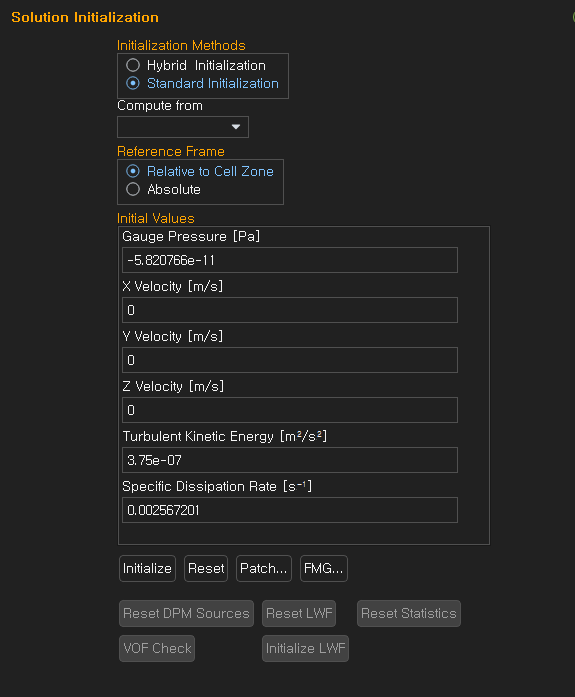 Solution Initialization
Initialization Methods
Hybrid Initialization
Standard Initialization
Compute from
Reference Frame
Relative to Cell Zone
Absolute
Initial Values
Gauge Pressure [Pa]
-5.820766e-11
X Velocity [m/s]
0
Y Velocity [m/s]
0
Z Velocity [m/s]
0
Turbulent Kinetic Energy [m²/s²]
3.75e-07
Specific Dissipation Rate [s⁻¹]
0.002567201
Initialize Reset Patch... FMG...
Reset DPM Sources Reset LWF Reset Statistics
VOF Check Initialize LWF